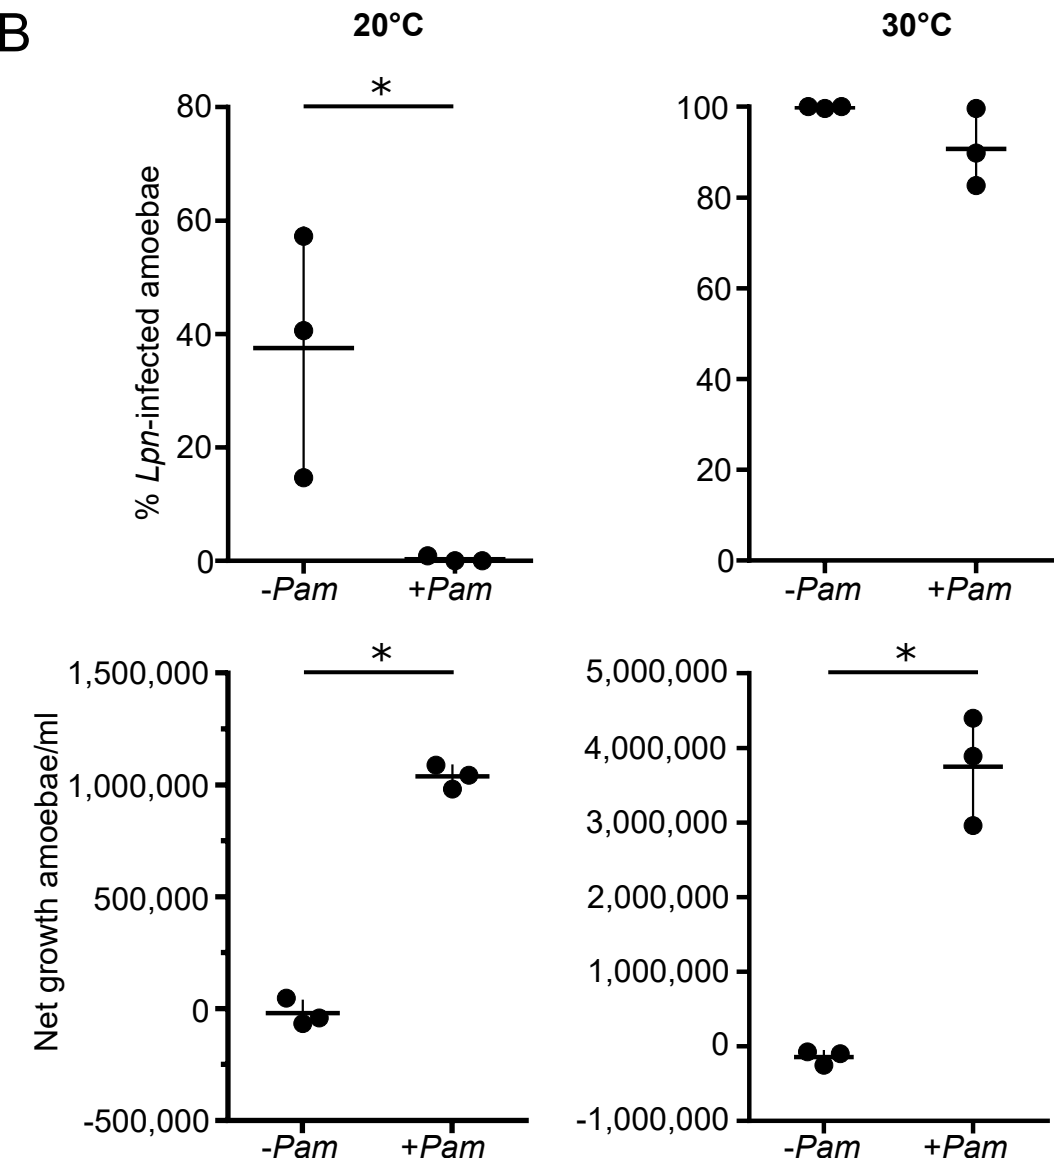 B
20°C
30°C
*
80
60
40
20
0
% Lpn-infected amoebae
-Pam
+Pam
100
80
60
40
20
0
-Pam
+Pam
*
1,500,000
1,000,000
500,000
0
-500,000
Net growth amoebae/ml
-Pam
+Pam
*
5,000,000
4,000,000
3,000,000
2,000,000
1,000,000
0
-1,000,000
-Pam
+Pam